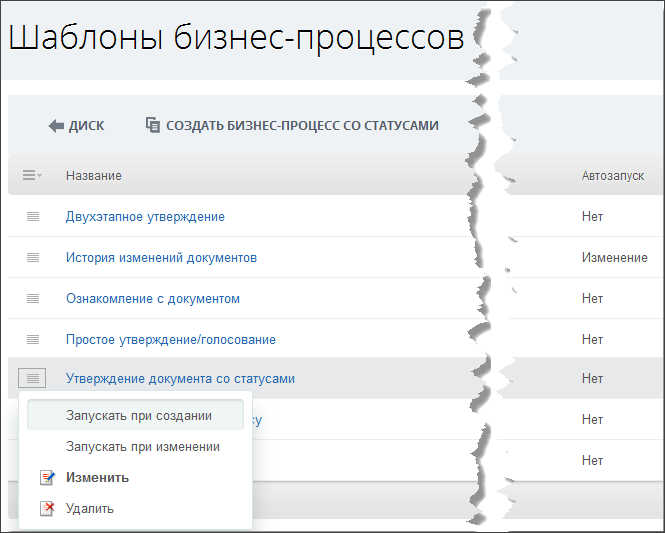 Шаблоны бизнес-процессов
ДИСК СОЗДАТЬ БИЗНЕС-ПРОЦЕСС СО СТАТУСАМИ
Название Автозапуск
Двухэтапное утверждение Нет
История изменений документов Изменение
Ознакомление с документом Нет
Простое утверждение/голосование Нет
Утверждение документа со статусами Нет
Запускать при создании су Нет
Запускать при изменении
Нет
Изменить
Удалить